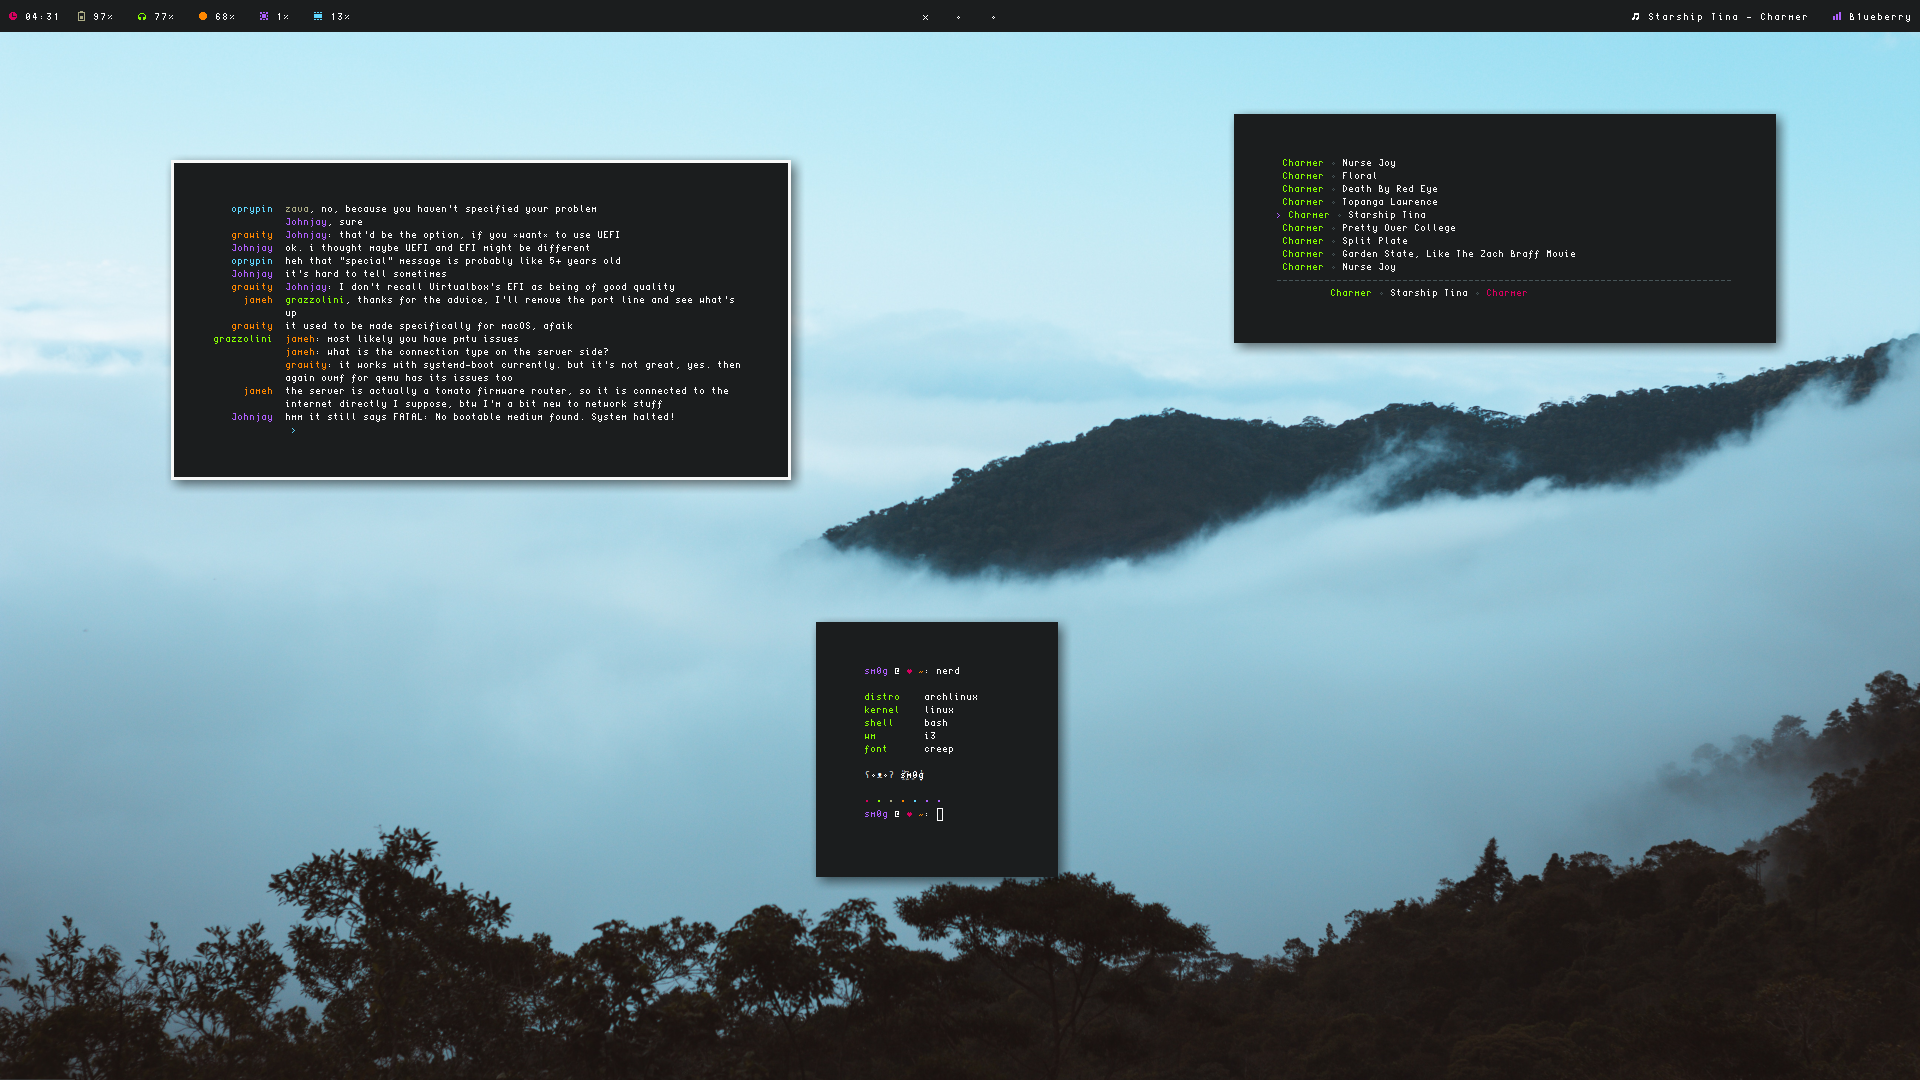 04:31 97% 77% 68% 1% 13% × ◦ ◦ Starship Tina - Charmer B1ueberry
oprypin zava, no, because you haven't specified your problem
Johnjay, sure
grawity Johnjay: that'd be the option, if you *want* to use UEFI
Johnjay ok. i thought maybe UEFI and EFI might be different
oprypin heh that "special" message is probably like 5+ years old
Johnjay it's hard to tell sometimes
grawity Johnjay: I don't recall Virtualbox's EFI as being of good quality
jameh grazzolini, thanks for the advice, I'll remove the port line and see what's
up
grawity it used to be made specifically for macOS, afaik
grazzolini jameh: most likely you have pmtu issues
jameh: what is the connection type on the server side?
grawity: it works with systemd-boot currently. but it's not great, yes. then
again ovmf for qemu has its issues too
jameh the server is actually a tomato firmware router, so it is connected to the
internet directly I suppose, btw I'm a bit new to network stuff
Johnjay hmm it still says FATAL: No bootable medium found. System halted!
>
Charmer ◦ Nurse Joy
Charmer ◦ Floral
Charmer ◦ Death By Red Eye
Charmer ◦ Topanga Lawrence
> Charmer ◦ Starship Tina
Charmer ◦ Pretty Over College
Charmer ◦ Split Plate
Charmer ◦ Garden State, Like The Zach Braff Movie
Charmer ◦ Nurse Joy
Charmer ◦ Starship Tina ◦ Charmer
sm0g @ ♥ ~: nerd
distro archlinux
kernel linux
shell bash
wm i3
font creep
ʕ◦ᴥ◦ʔ sm0g
sm0g @ ♥ ~: